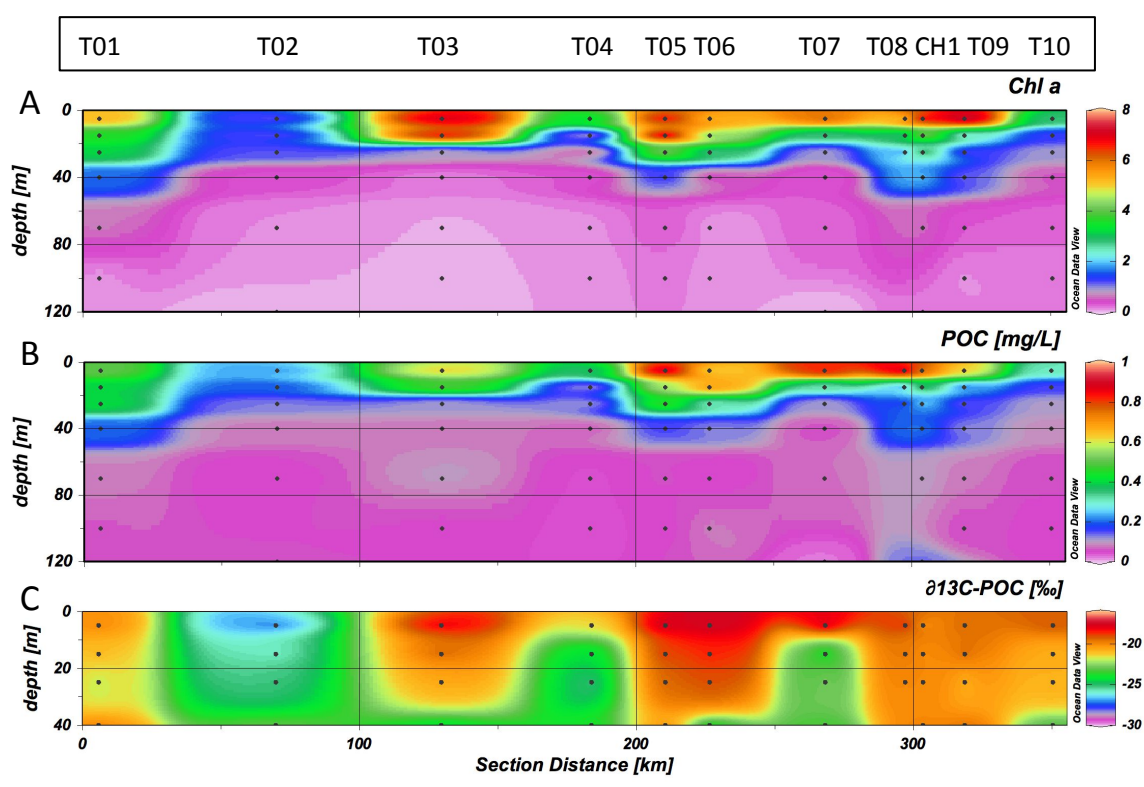 T01 T02 T03 T04 T05 T06 T07 T08 CH1 T09 T10
Chl a
A
0
40
80
120
depth [m]
8
6
4
2
0
Ocean Data View
POC [mg/L]
B
0
40
80
120
depth [m]
1
0.8
0.6
0.4
0.2
0
Ocean Data View
∂13C-POC [‰]
C
0
20
40
depth [m]
-20
-25
-30
Ocean Data View
0 100 200 300
Section Distance [km]